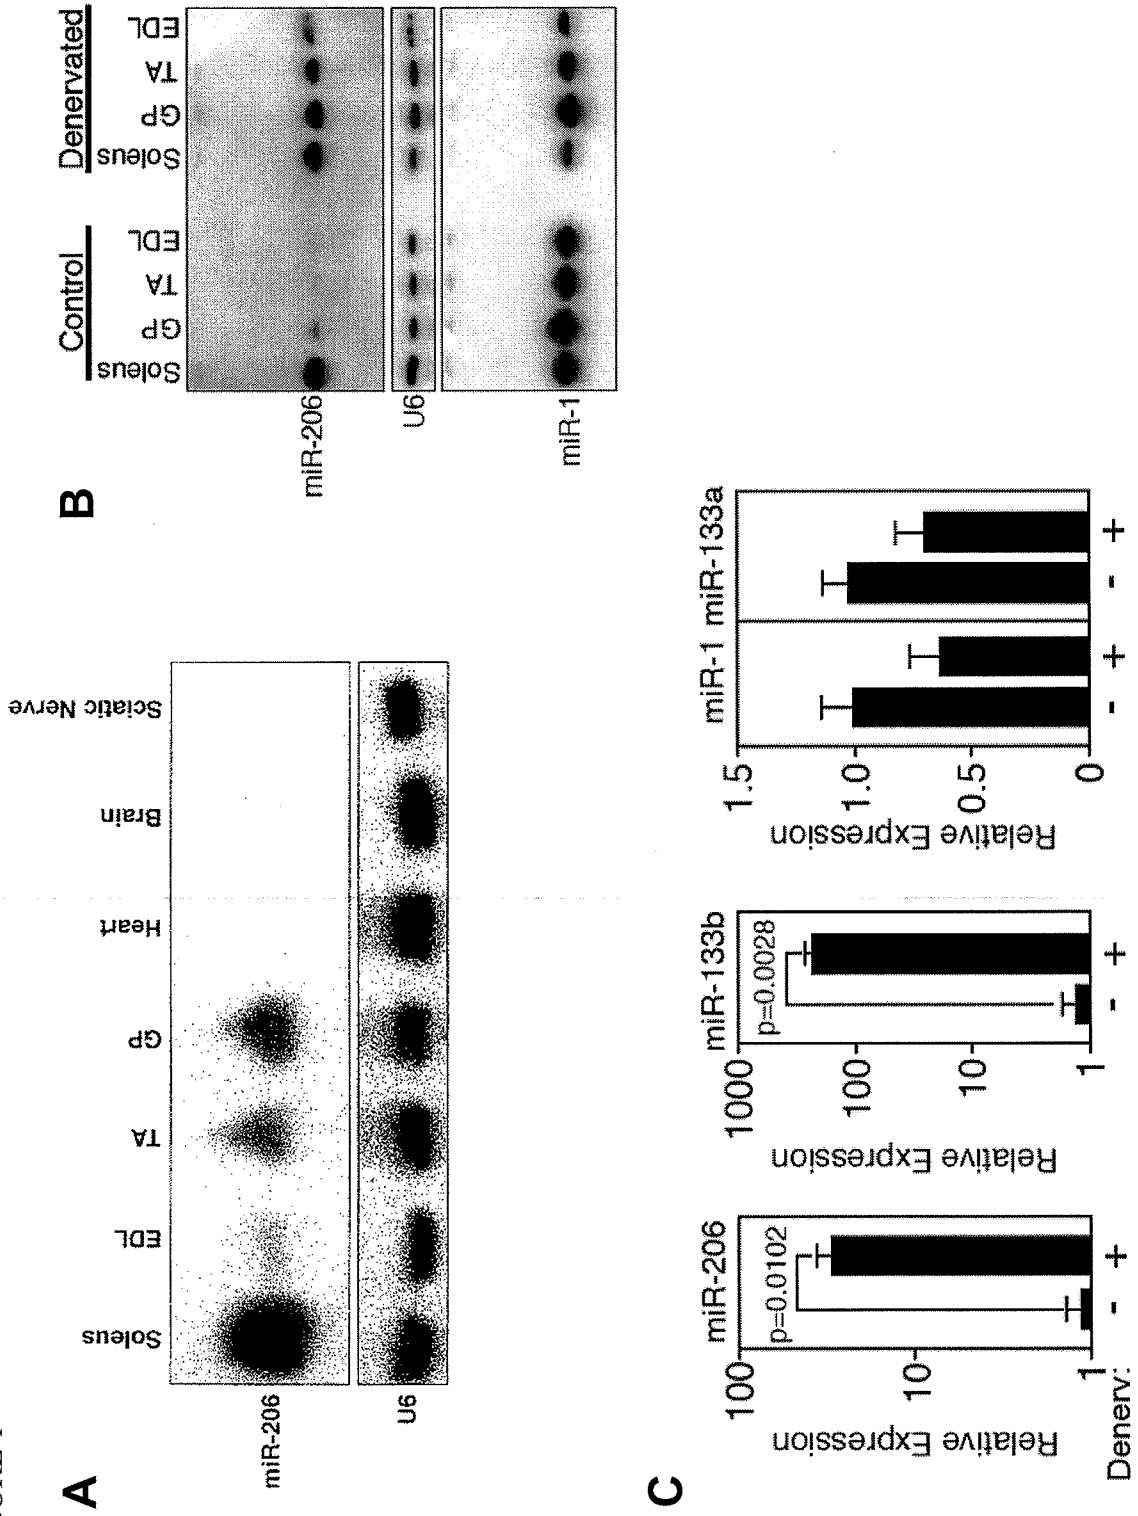 A
Soleus EDL TA GP Heart Brain Sciatic Nerve
miR-206
U6
B
Control Denervated
Soleus GP TA EDL Soleus GP TA EDL
miR-206
U6
miR-1
C
miR-206
Relative Expression
100
10
1
p=0.0102
Denerv.: - +
miR-133b
Relative Expression
1000
100
10
1
p=0.0028
- +
miR-1 miR-133a
Relative Expression
1.5
1.0
0.5
0
- + - +